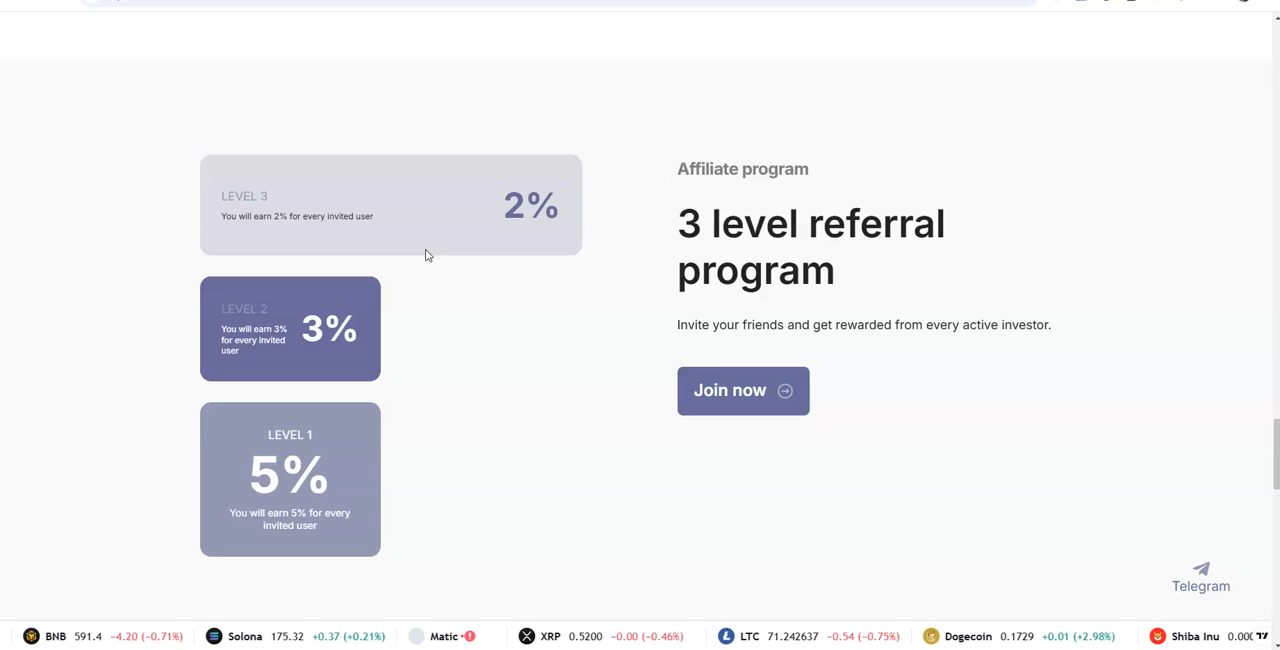 LEVEL 3
You will earn 2% for every invited user
2%
LEVEL 2
You will earn 3%
for every invited
user
3%
LEVEL 1
5%
You will earn 5% for every
invited user
Affiliate program
3 level referral
program
Invite your friends and get rewarded from every active investor.
Join now
Telegram
BNB 591.4 −4.20 (−0.71%) Solona 175.32 +0.37 (+0.21%) Matic XRP 0.5200 −0.00 (−0.46%) LTC 71.242637 −0.54 (−0.75%) Dogecoin 0.1729 +0.01 (+2.98%) Shiba Inu